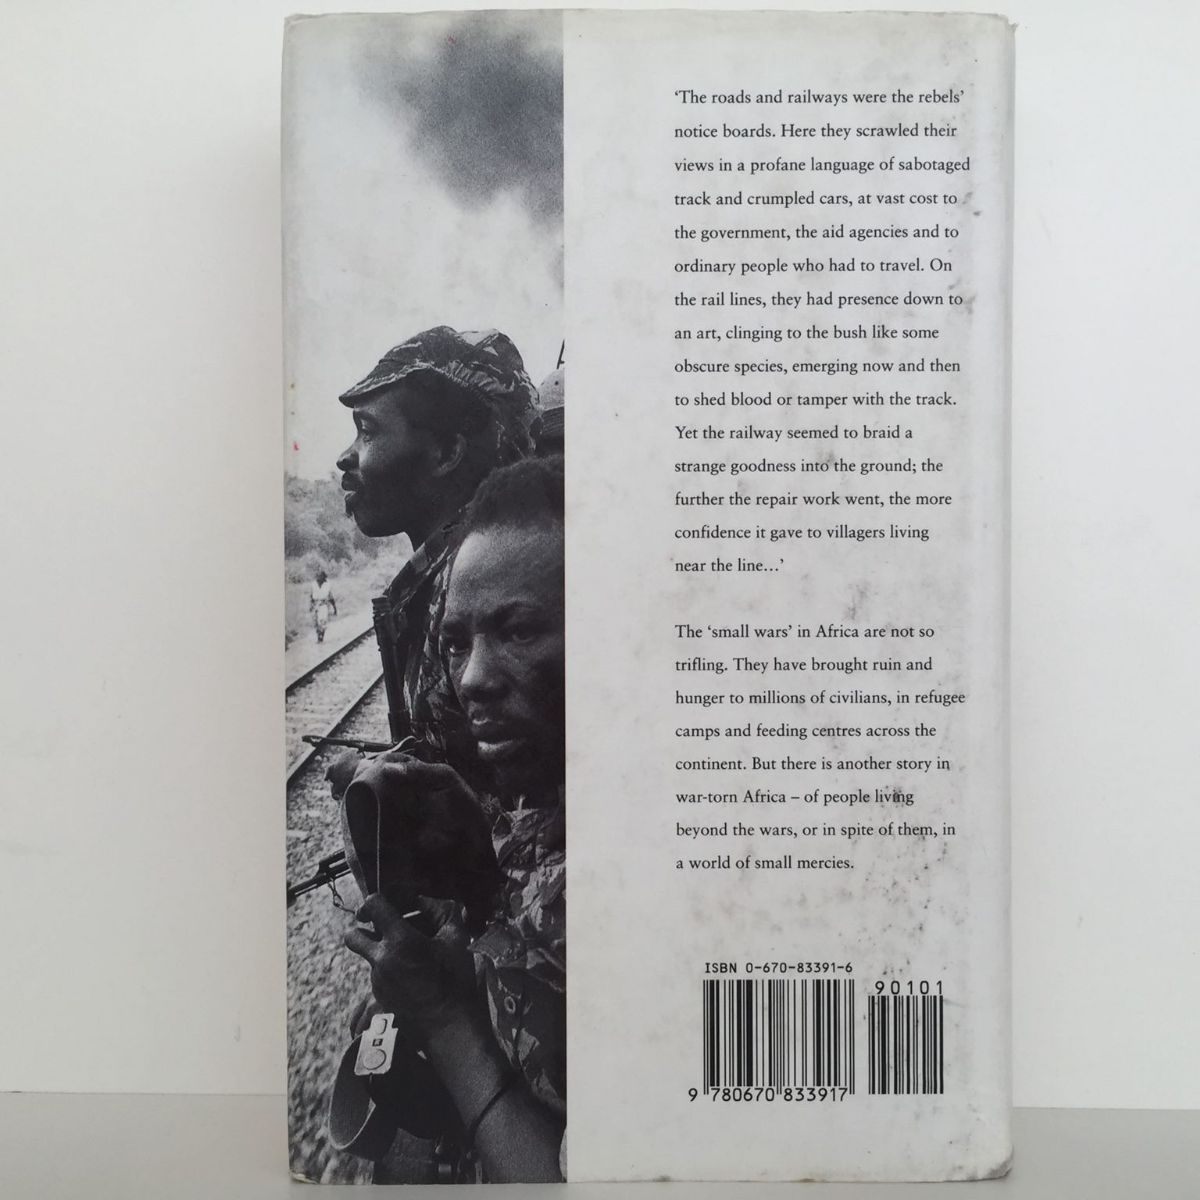 ‘The roads and railways were the rebels’
notice boards. Here they scrawled their
views in a profane language of sabotaged
track and crumpled cars, at vast cost to
the government, the aid agencies and to
ordinary people who had to travel. On
the rail lines, they had presence down to
an art, clinging to the bush like some
obscure species, emerging now and then
to shed blood or tamper with the track.
Yet the railway seemed to braid a
strange goodness into the ground; the
further the repair work went, the more
confidence it gave to villagers living
near the line...’
The ‘small wars’ in Africa are not so
trifling. They have brought ruin and
hunger to millions of civilians, in refugee
camps and feeding centres across the
continent. But there is another story in
war-torn Africa – of people living
beyond the wars, or in spite of them, in
a world of small mercies.
ISBN 0-670-83391-6
90101
9 780670 833917